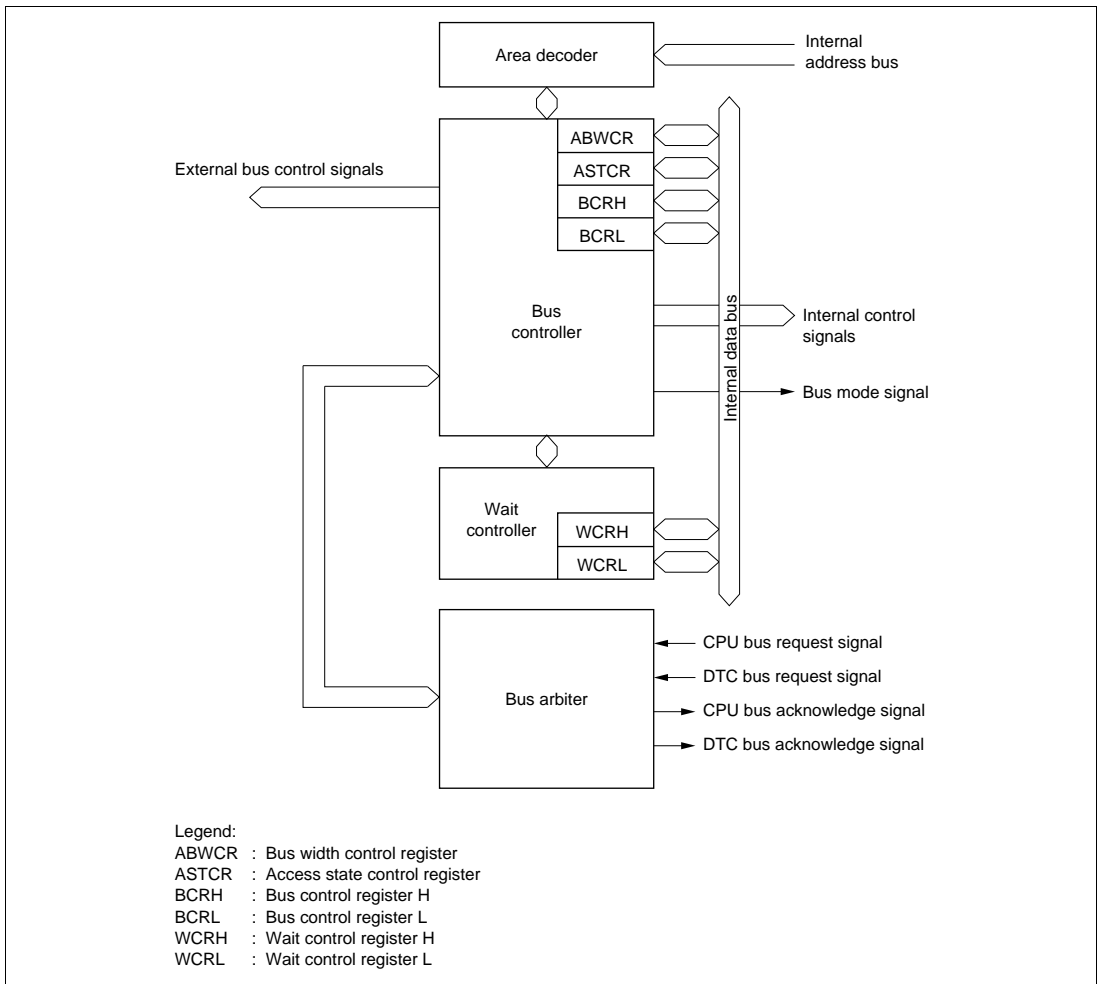 Area decoder
Internal
address bus
ABWCR
ASTCR
BCRH
BCRL
External bus control signals
Bus
controller
Internal data bus
Internal control
signals
Bus mode signal
Wait
controller
WCRH
WCRL
Bus arbiter
CPU bus request signal
DTC bus request signal
CPU bus acknowledge signal
DTC bus acknowledge signal
Legend:
ABWCR : Bus width control register
ASTCR : Access state control register
BCRH : Bus control register H
BCRL : Bus control register L
WCRH : Wait control register H
WCRL : Wait control register L